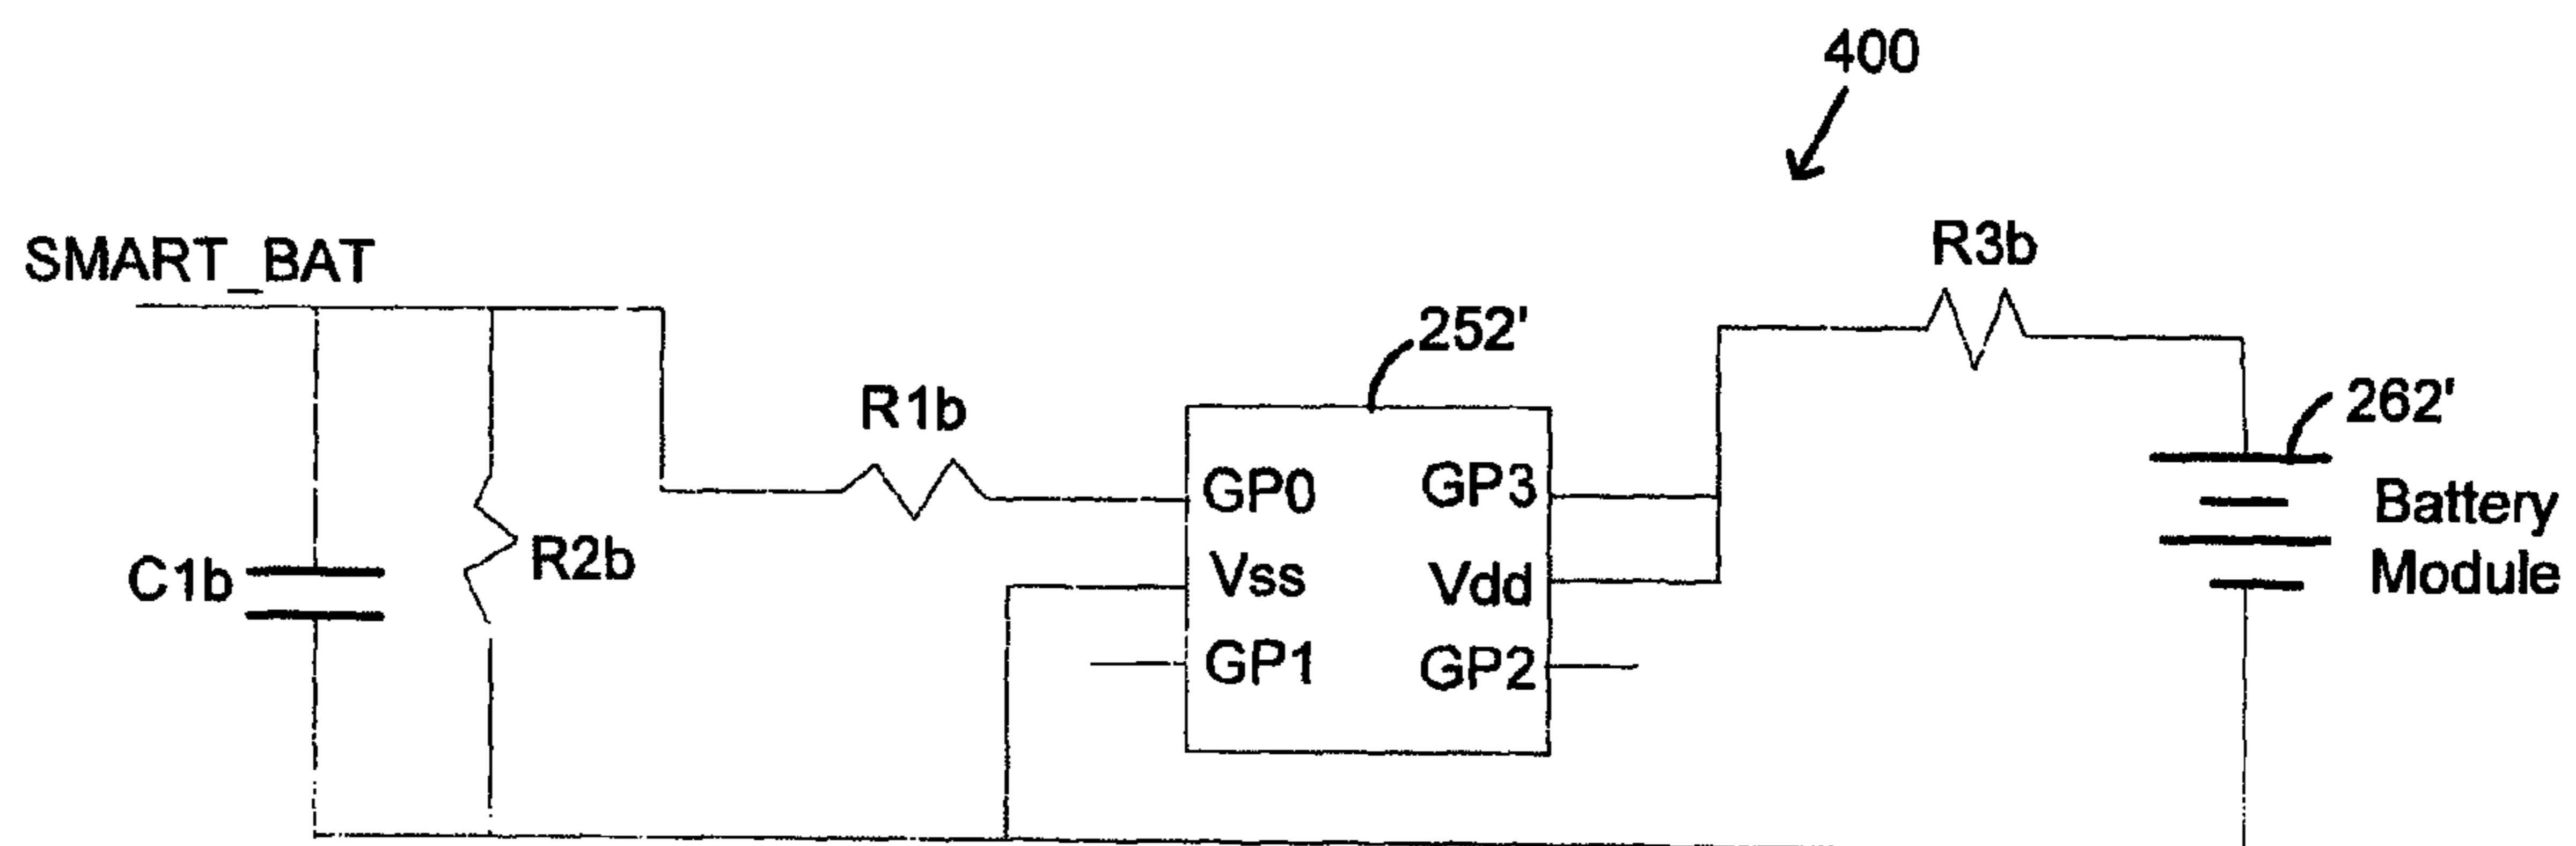 400
SMART_BAT
R3b
252'
R1b
262'
GP0
GP3
Battery
Module
C1b
R2b
Vss
Vdd
GP1
GP2